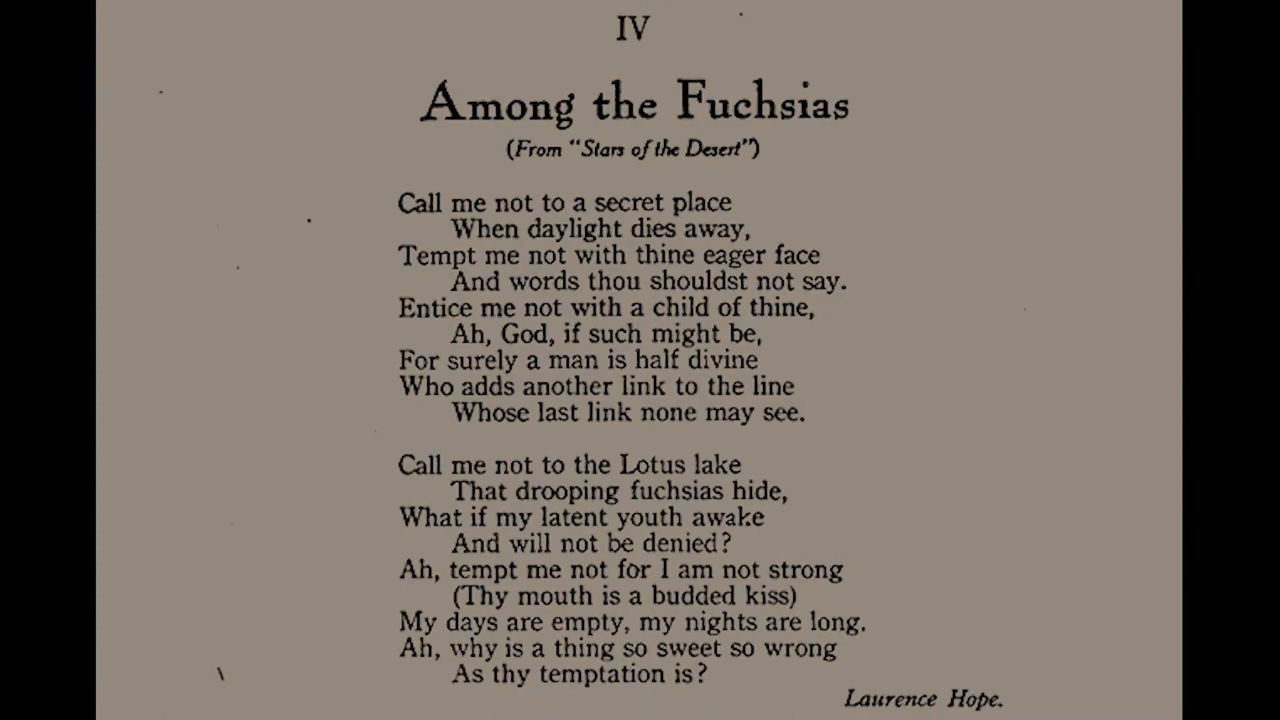 IV
Among the Fuchsias
(From "Stars of the Desert")
Call me not to a secret place
When daylight dies away,
Tempt me not with thine eager face
And words thou shouldst not say.
Entice me not with a child of thine,
Ah, God, if such might be,
For surely a man is half divine
Who adds another link to the line
Whose last link none may see.
Call me not to the Lotus lake
That drooping fuchsias hide,
What if my latent youth awake
And will not be denied?
Ah, tempt me not for I am not strong
(Thy mouth is a budded kiss)
My days are empty, my nights are long.
Ah, why is a thing so sweet so wrong
As thy temptation is?
Laurence Hope.